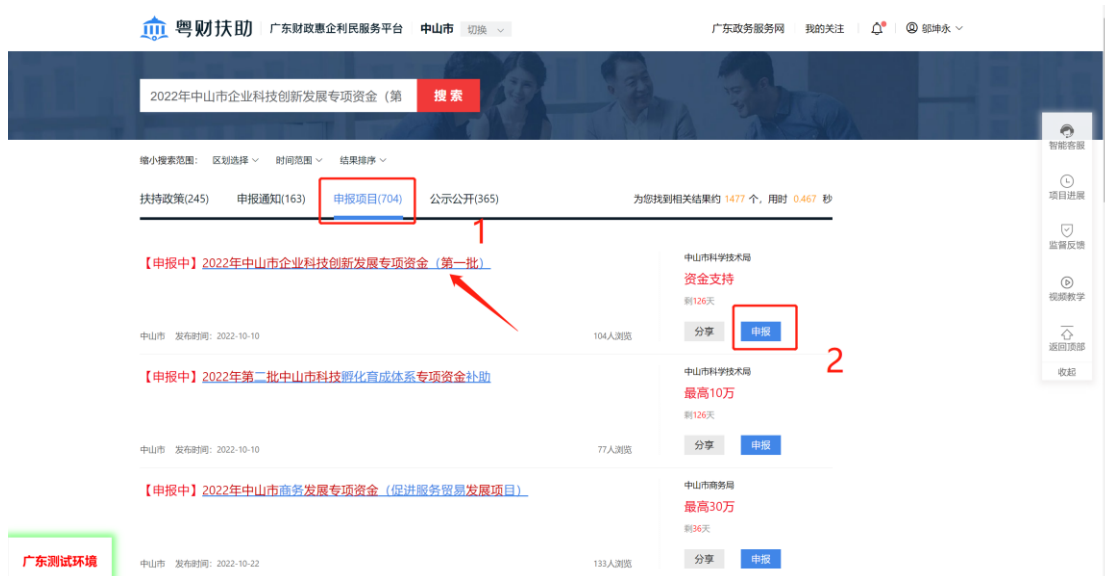 粤财扶助 广东财政惠企利民服务平台 中山市 切换 广东政务服务网 我的关注 邬坤永
2022年中山市企业科技创新发展专项资金（第 搜索
缩小搜索范围： 区划选择 时间范围 结果排序
扶持政策(245) 申报通知(163) 申报项目(704) 公示公开(365) 为您找到相关结果约 1477 个，用时 0.467 秒
1
【申报中】2022年中山市企业科技创新发展专项资金（第一批）
中山市科学技术局
资金支持
剩126天
分享 申报
中山市 发布时间：2022-10-10 104人浏览
2
【申报中】2022年第二批中山市科技孵化育成体系专项资金补助
中山市科学技术局
最高10万
剩126天
分享 申报
中山市 发布时间：2022-10-10 77人浏览
【申报中】2022年中山市商务发展专项资金（促进服务贸易发展项目）
中山市商务局
最高30万
剩36天
分享 申报
中山市 发布时间：2022-10-22 133人浏览
智能客服
项目进展
监督反馈
视频教学
返回顶部
收起
广东测试环境